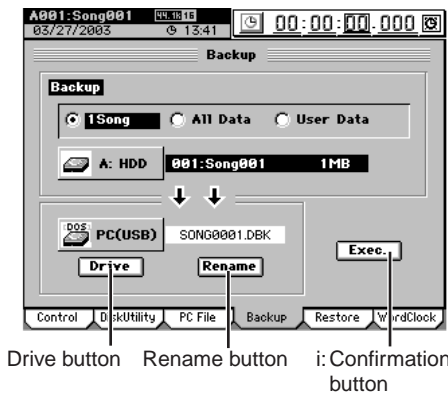 A001:Song001 44.1k 16 00:00:00.000
03/27/2003 13:41
Backup
Backup
1Song All Data User Data
A: HDD 001:Song001 1MB
DOS PC(USB) SONG0001.DBK
Exec.
Drive Rename
Control DiskUtility PC File Backup Restore WordClock
Drive button Rename button i:Confirmation
button